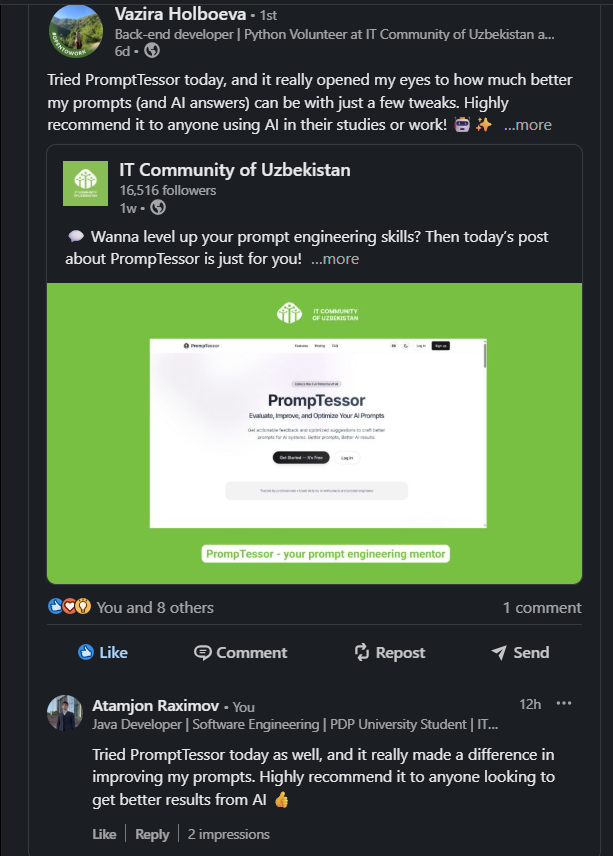 Vazira Holboeva • 1st
Back-end developer | Python Volunteer at IT Community of Uzbekistan a...
6d •
Tried PromptTessor today, and it really opened my eyes to how much better
my prompts (and AI answers) can be with just a few tweaks. Highly
recommend it to anyone using AI in their studies or work! 🤖 ✨ ...more
IT Community of Uzbekistan
16,516 followers
1w •
💬 Wanna level up your prompt engineering skills? Then today's post
about PrompTessor is just for you! ...more
IT COMMUNITY
OF UZBEKISTAN
PrompTessor
Features Pricing FAQ
EN
Log in
Sign up
PrompTessor
Evaluate, Improve, and Optimize Your AI Prompts
Get actionable feedback and optimized suggestions to craft better
prompts for AI systems. Better prompts, Better AI results.
Get Started — It's Free
Log In
PrompTessor - your prompt engineering mentor
You and 8 others
1 comment
Like
Comment
Repost
Send
Atamjon Raximov • You
12h
Java Developer | Software Engineering | PDP University Student | IT...
Tried PromptTessor today as well, and it really made a difference in
improving my prompts. Highly recommend it to anyone looking to
get better results from AI 👍
Like | Reply | 2 impressions